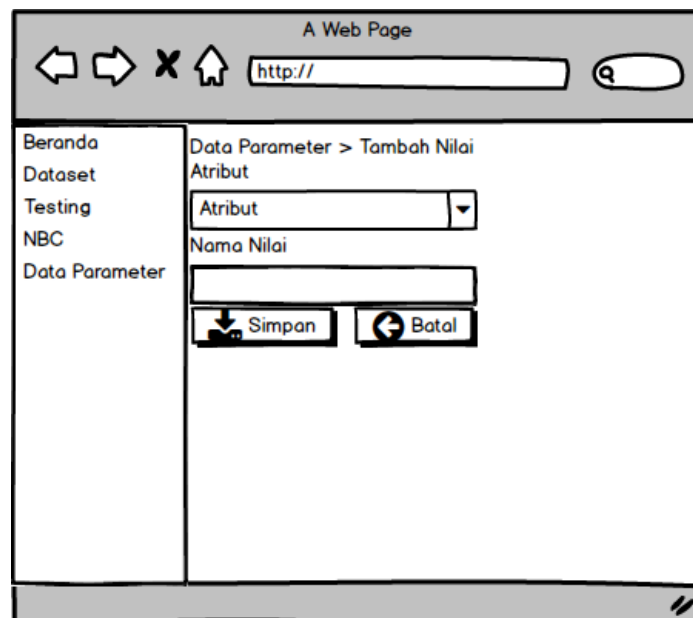 A Web Page
http://
Beranda
Dataset
Testing
NBC
Data Parameter
Data Parameter > Tambah Nilai
Atribut
Atribut
Nama Nilai
Simpan
Batal